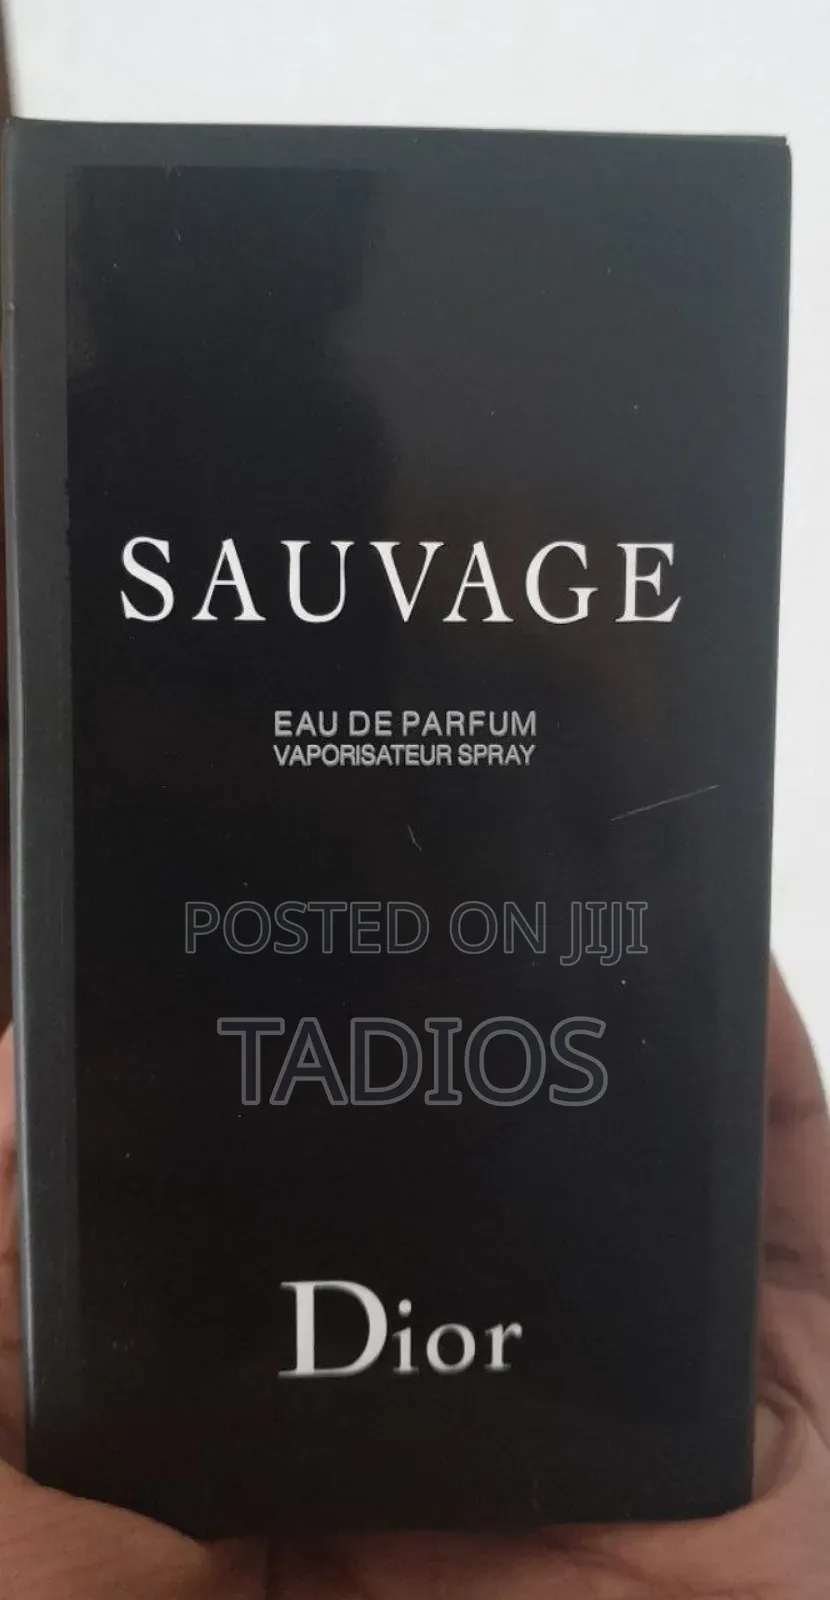 SAUVAGE
EAU DE PARFUM
VAPORISATEUR SPRAY
POSTED ON JIJI
TADIOS
Dior